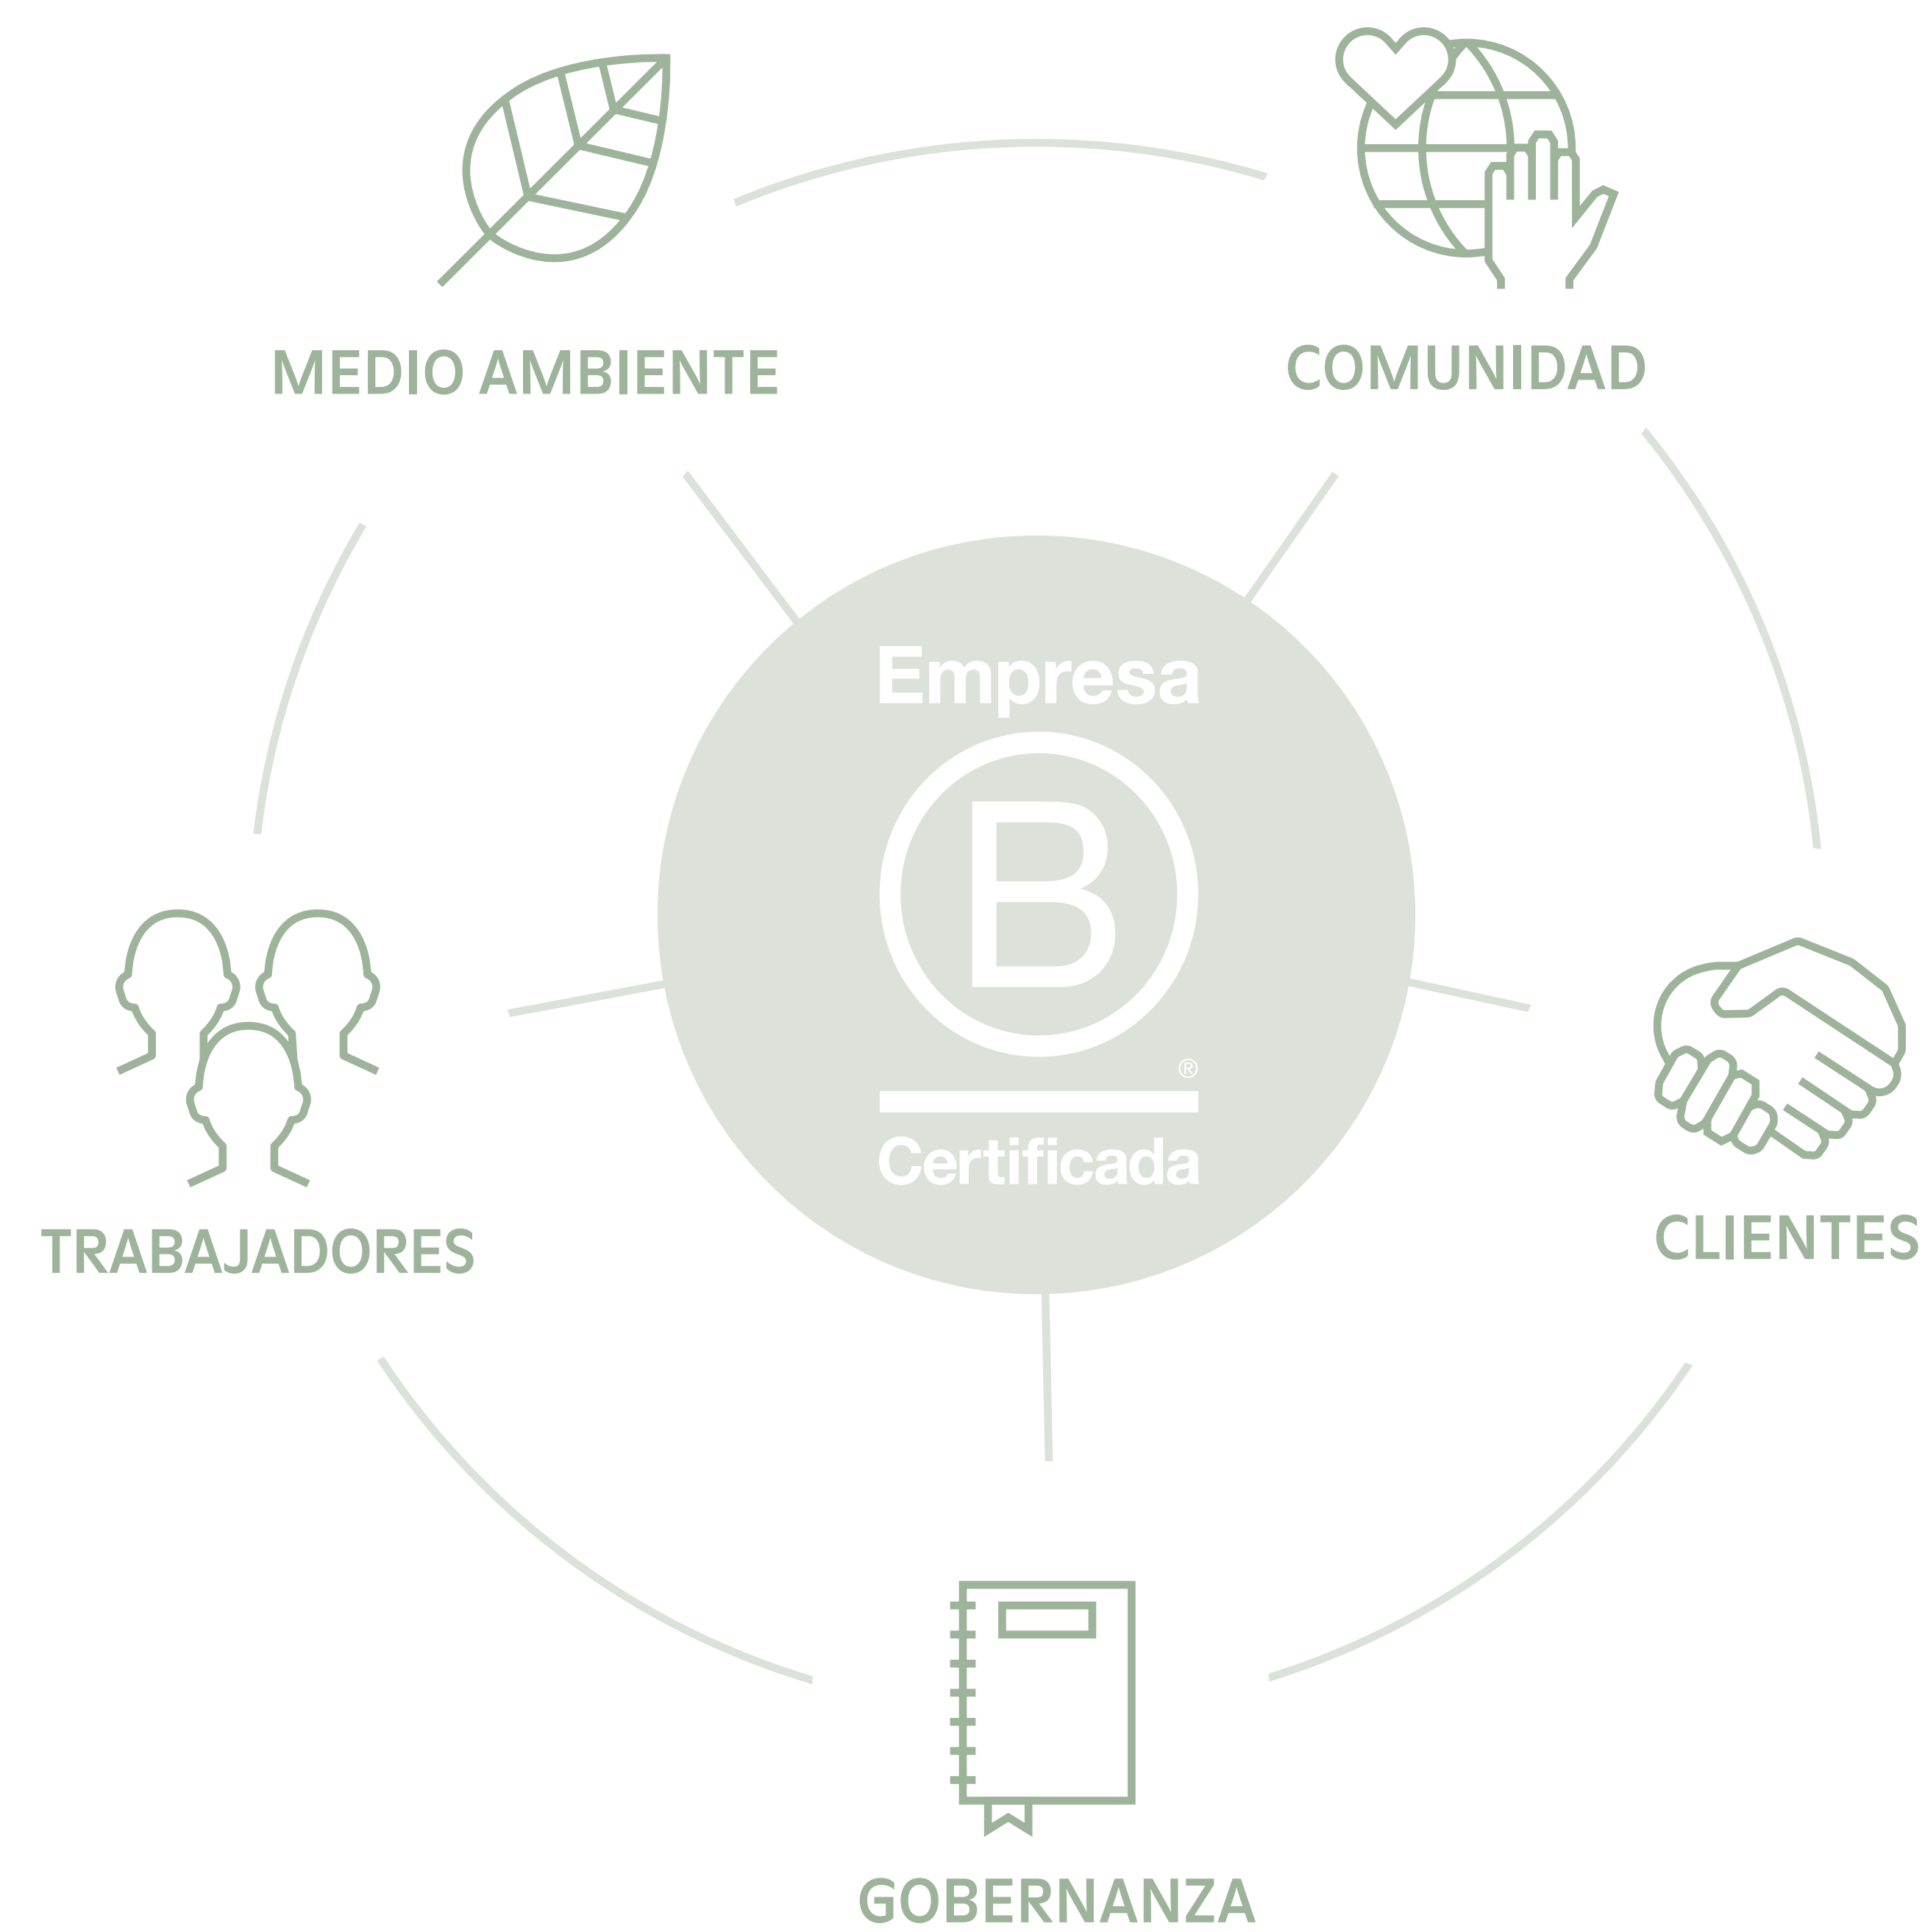 MEDIO AMBIENTE
COMUNIDAD
Empresa
B
®
Certificada
TRABAJADORES
CLIENTES
GOBERNANZA